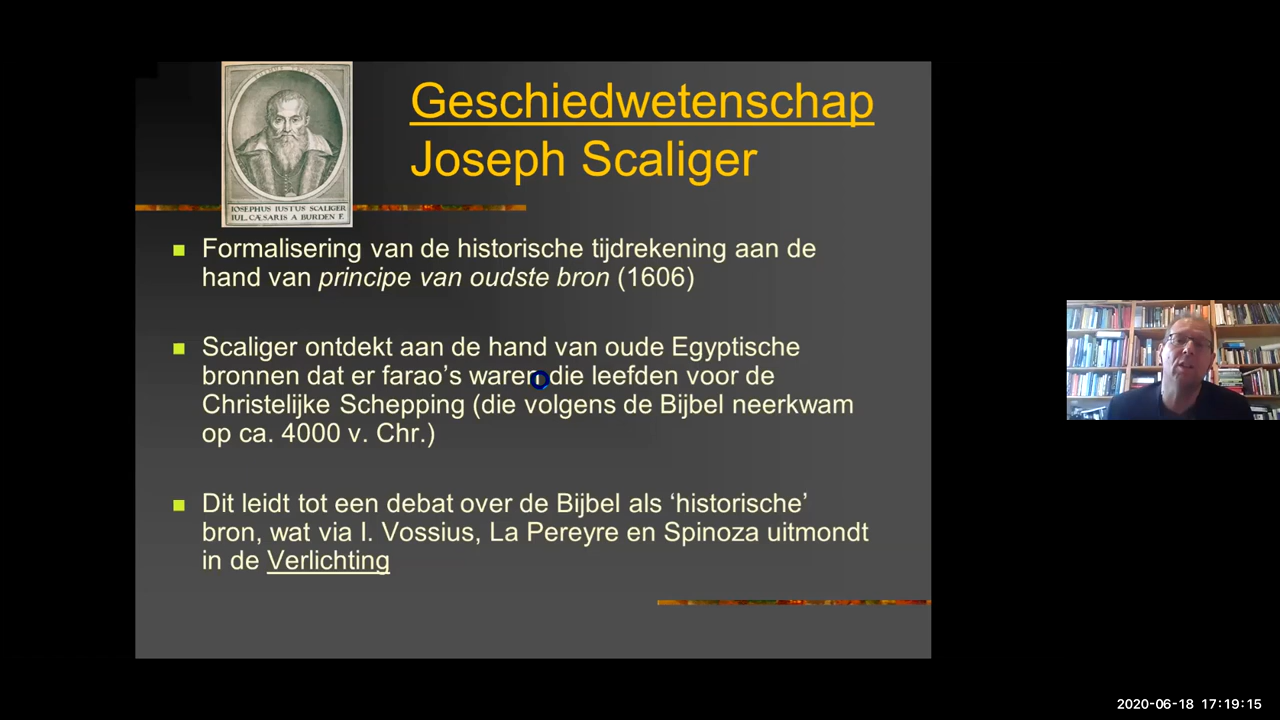 Geschiedwetenschap
Joseph Scaliger
IOSEPHUS IUSTUS SCALIGER
IUL. CÆSARIS A BURDEN F.
Formalisering van de historische tijdrekening aan de
hand van principe van oudste bron (1606)
Scaliger ontdekt aan de hand van oude Egyptische
bronnen dat er farao's waren die leefden voor de
Christelijke Schepping (die volgens de Bijbel neerkwam
op ca. 4000 v. Chr.)
Dit leidt tot een debat over de Bijbel als ‘historische’
bron, wat via I. Vossius, La Pereyre en Spinoza uitmondt
in de Verlichting
2020-06-18 17:19:15